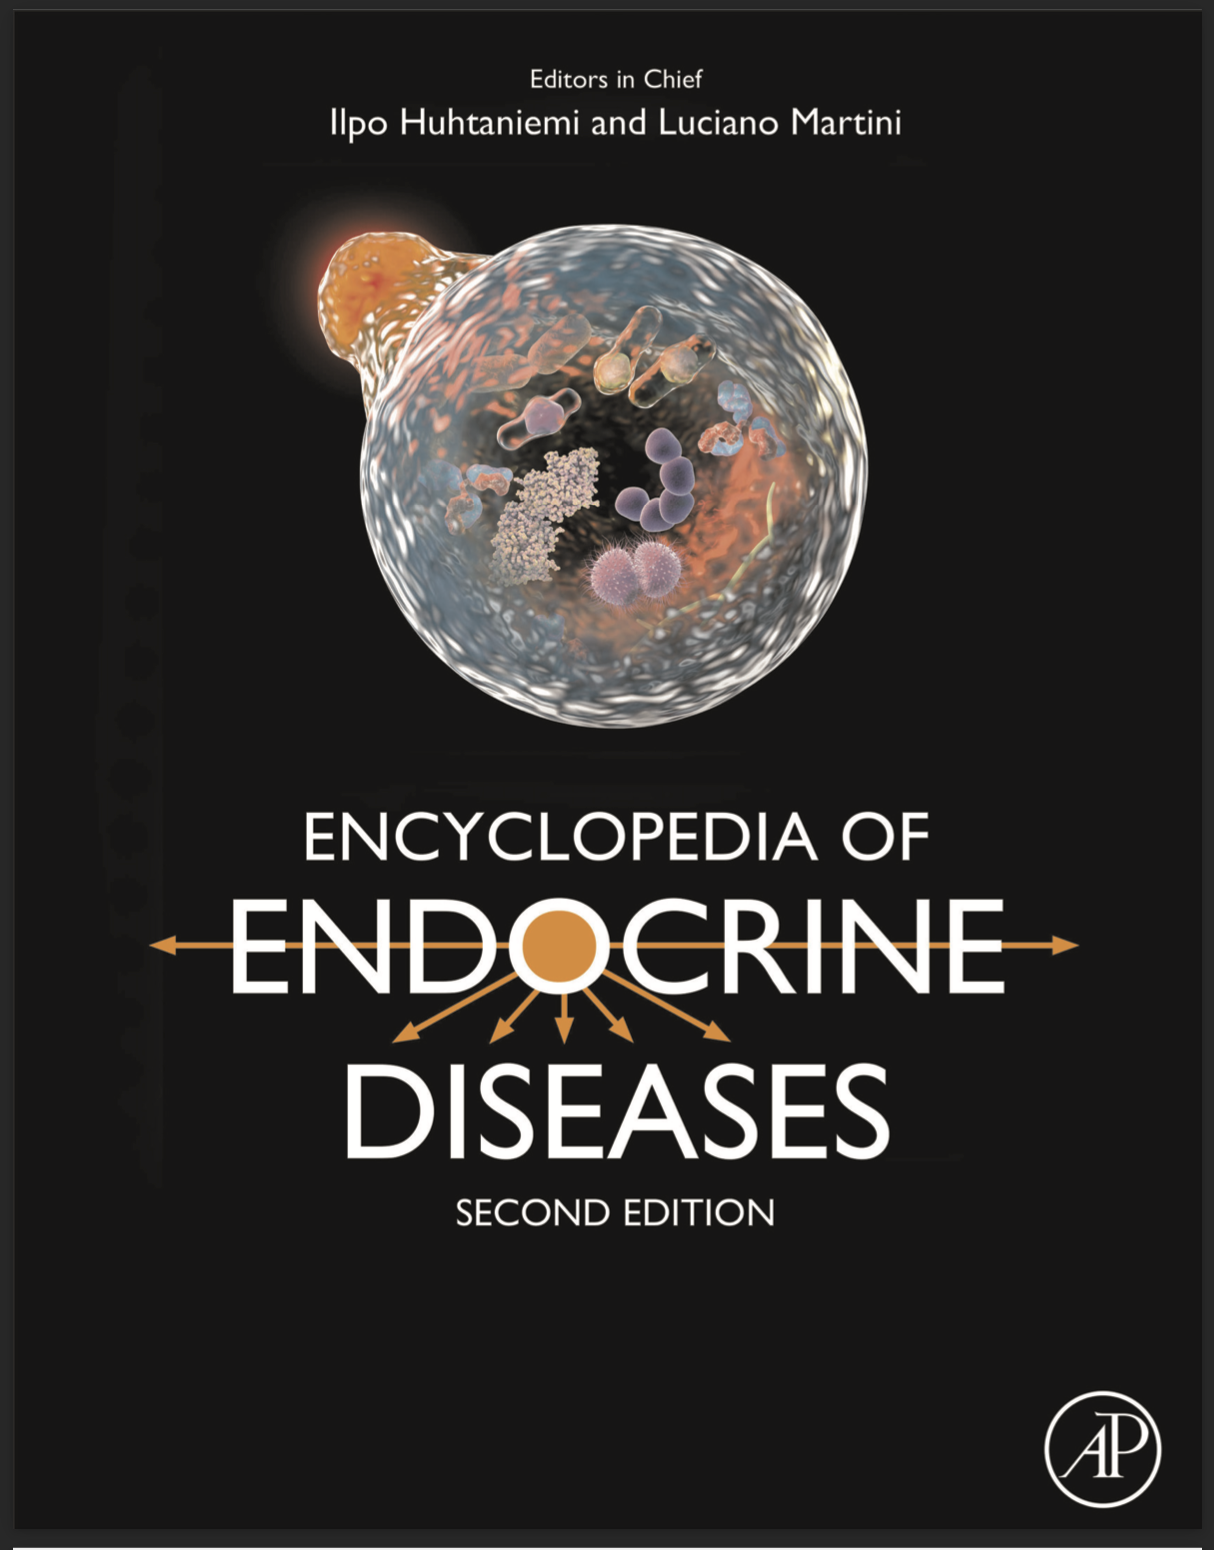 Editors in Chief
Ilpo Huhtaniemi and Luciano Martini
ENCYCLOPEDIA OF
ENDOCRINE
DISEASES
SECOND EDITION
AP